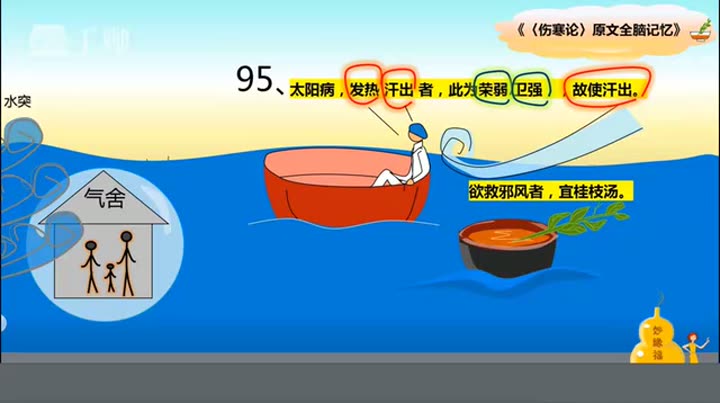 《〈伤寒论〉原文全脑记忆》
95、太阳病，发热汗出者，此为荣弱卫强，故使汗出。
水突
欲救邪风者，宜桂枝汤。
气舍
妙缘福